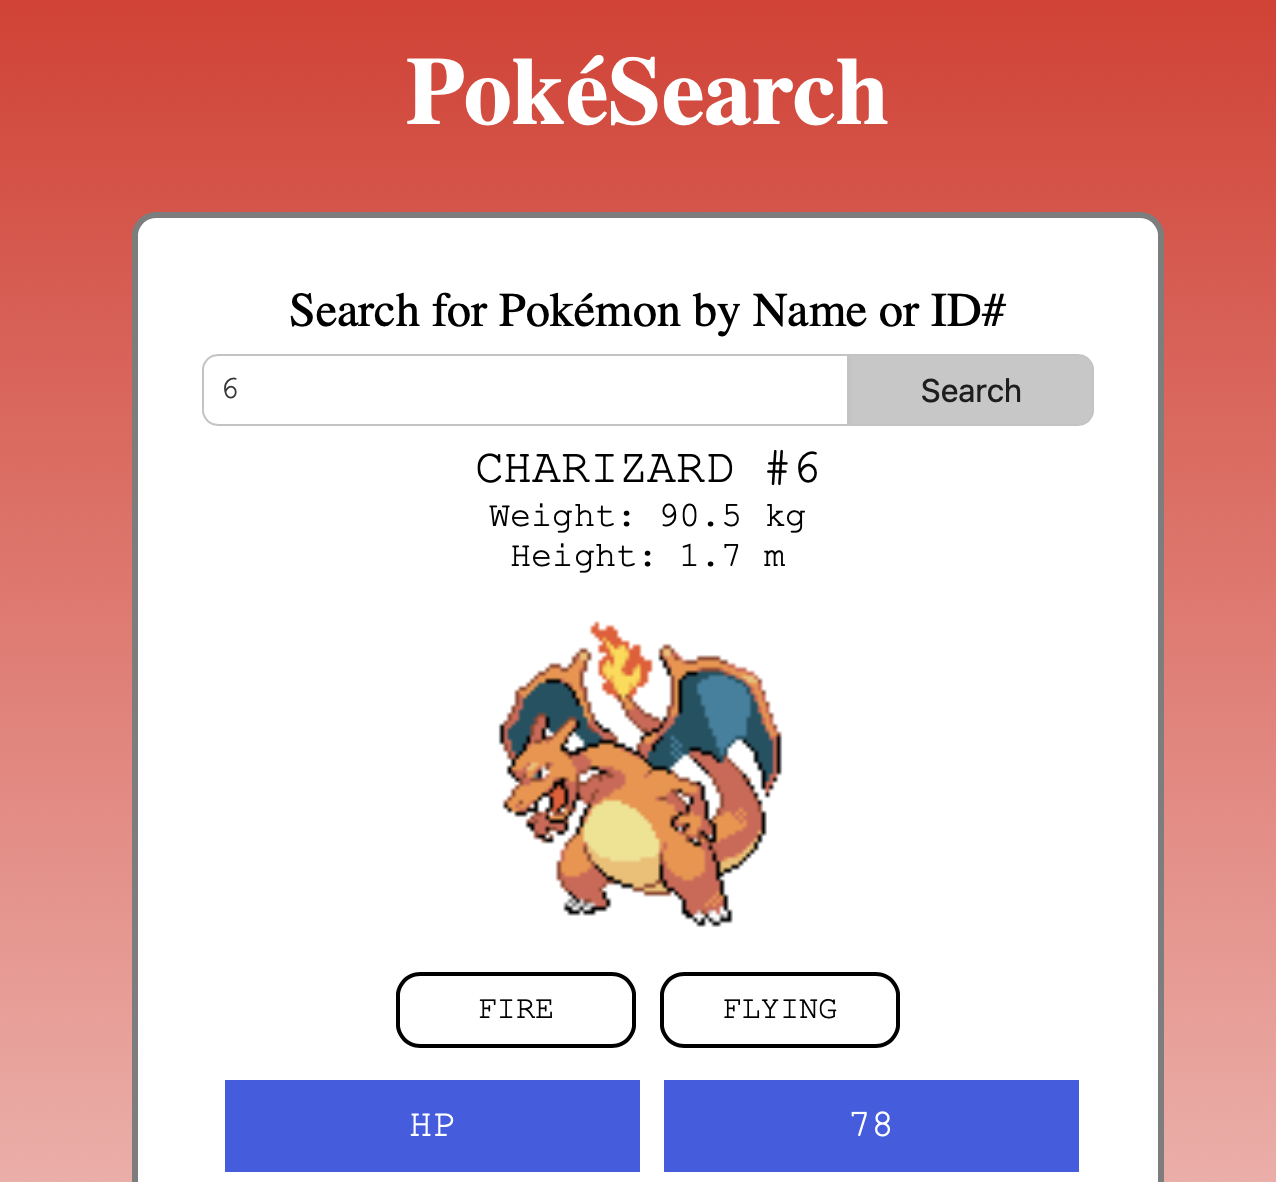 PokéSearch
Search for Pokémon by Name or ID#
6 Search
CHARIZARD #6
Weight: 90.5 kg
Height: 1.7 m
FIRE FLYING
HP 78